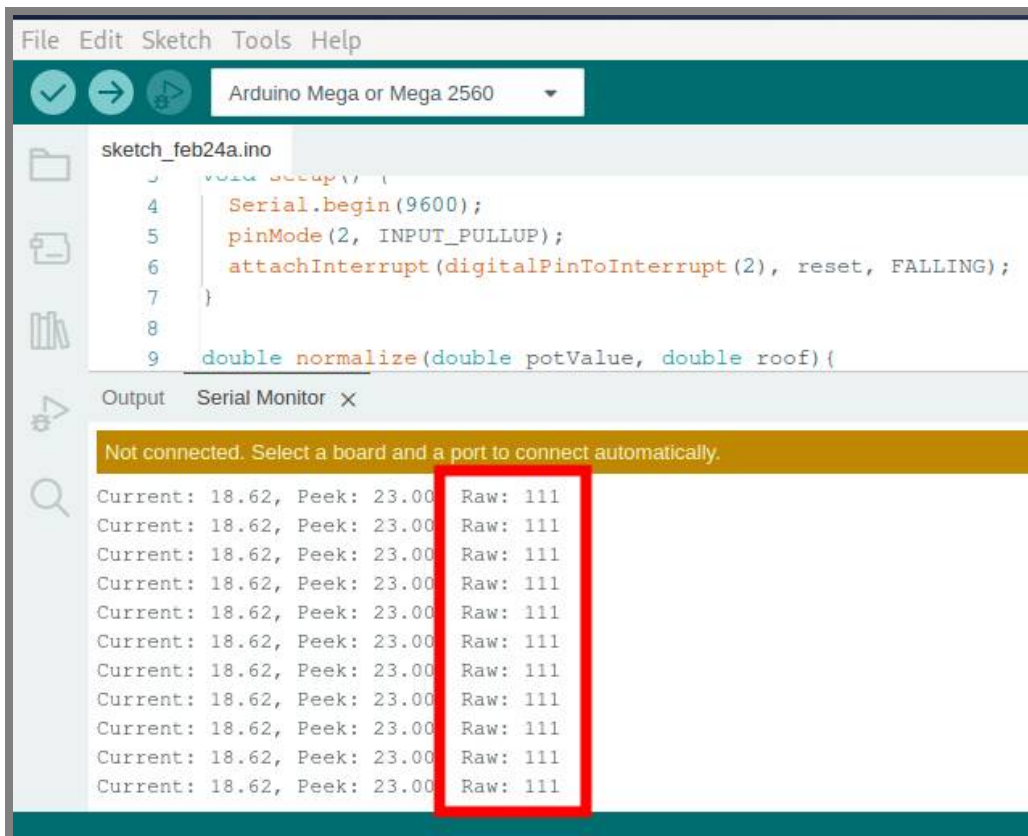 File Edit Sketch Tools Help
Arduino Mega or Mega 2560
sketch_feb24a.ino
3 void setup() {
4 Serial.begin(9600);
5 pinMode(2, INPUT_PULLUP);
6 attachInterrupt(digitalPinToInterrupt(2), reset, FALLING);
7 }
8
9 double normalize(double potValue, double roof){
Output Serial Monitor ×
Not connected. Select a board and a port to connect automatically.
Current: 18.62, Peek: 23.00 Raw: 111
Current: 18.62, Peek: 23.00 Raw: 111
Current: 18.62, Peek: 23.00 Raw: 111
Current: 18.62, Peek: 23.00 Raw: 111
Current: 18.62, Peek: 23.00 Raw: 111
Current: 18.62, Peek: 23.00 Raw: 111
Current: 18.62, Peek: 23.00 Raw: 111
Current: 18.62, Peek: 23.00 Raw: 111
Current: 18.62, Peek: 23.00 Raw: 111
Current: 18.62, Peek: 23.00 Raw: 111
Current: 18.62, Peek: 23.00 Raw: 111